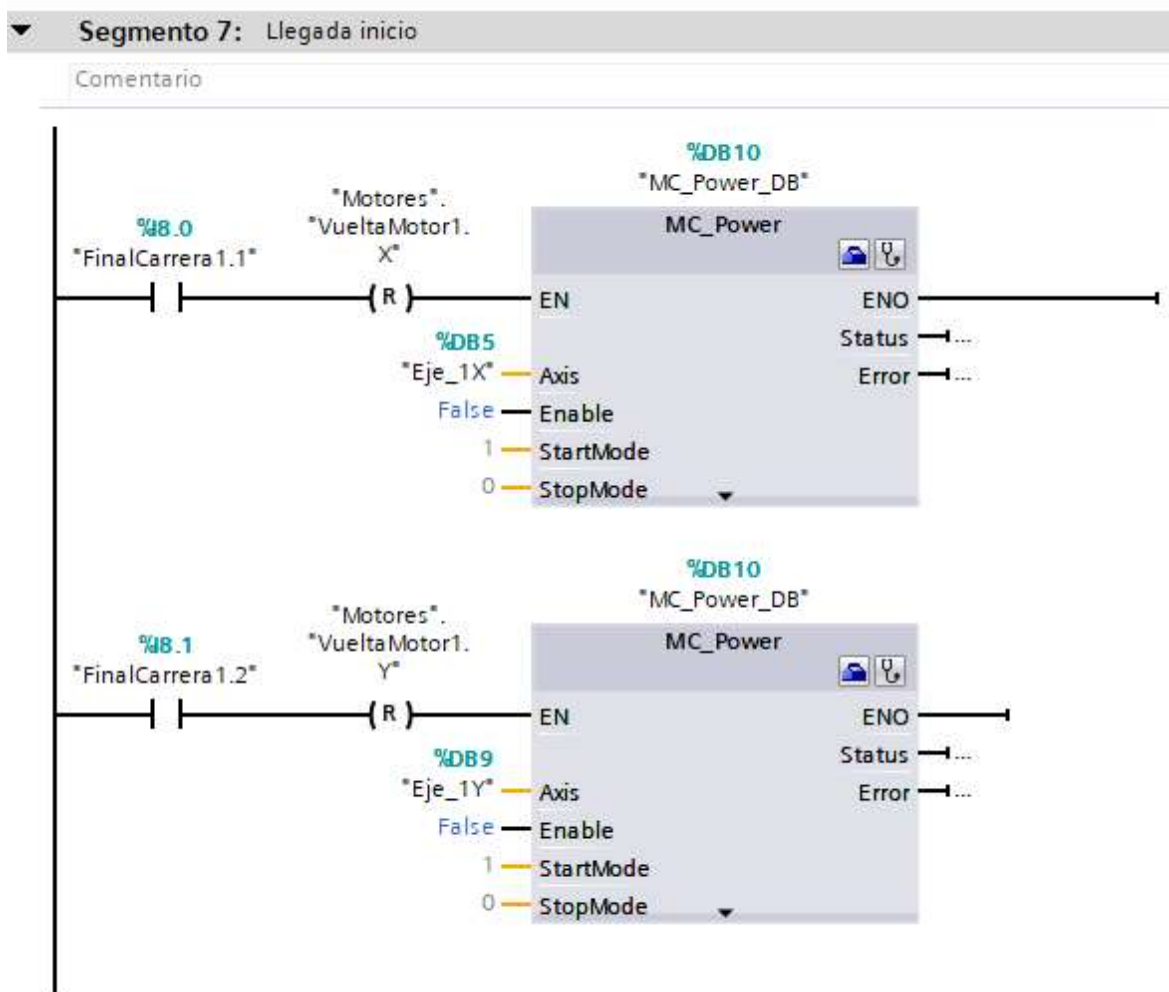 Segmento 7: Llegada inicio
Comentario
%DB10
"MC_Power_DB"
"Motores".
"VueltaMotor1.
X"
%I8.0
"FinalCarrera1.1"
MC_Power
( R )
EN
ENO
%DB5
"Eje_1X"
Axis
Status
...
False
Enable
Error
...
1
StartMode
0
StopMode
%DB10
"MC_Power_DB"
"Motores".
"VueltaMotor1.
Y"
%I8.1
"FinalCarrera1.2"
MC_Power
( R )
EN
ENO
%DB9
"Eje_1Y"
Axis
Status
...
False
Enable
Error
...
1
StartMode
0
StopMode